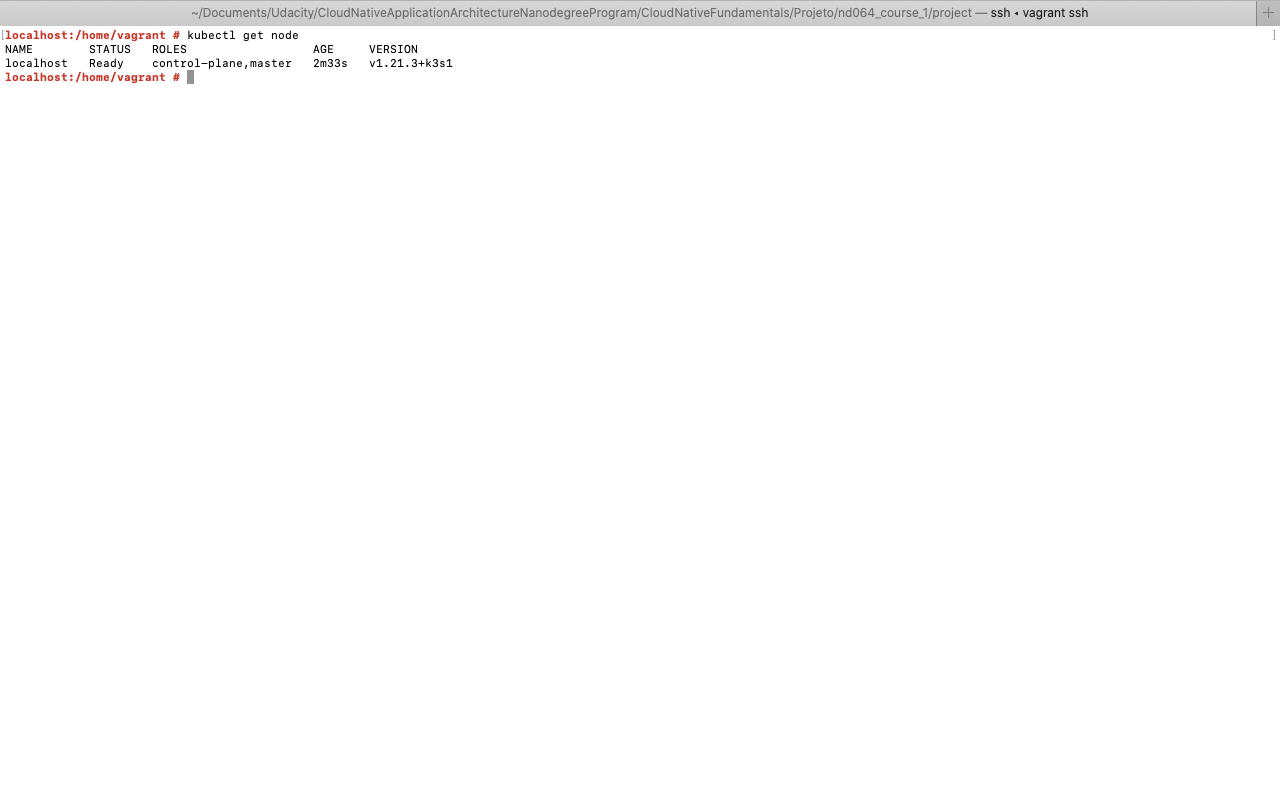 ~/Documents/Udacity/CloudNativeApplicationArchitectureNanodegreeProgram/CloudNativeFundamentals/Projeto/nd064_course_1/project — ssh ◂ vagrant ssh
[localhost:/home/vagrant # kubectl get node ]
NAME        STATUS   ROLES                  AGE     VERSION
localhost   Ready    control-plane,master   2m33s   v1.21.3+k3s1
localhost:/home/vagrant #